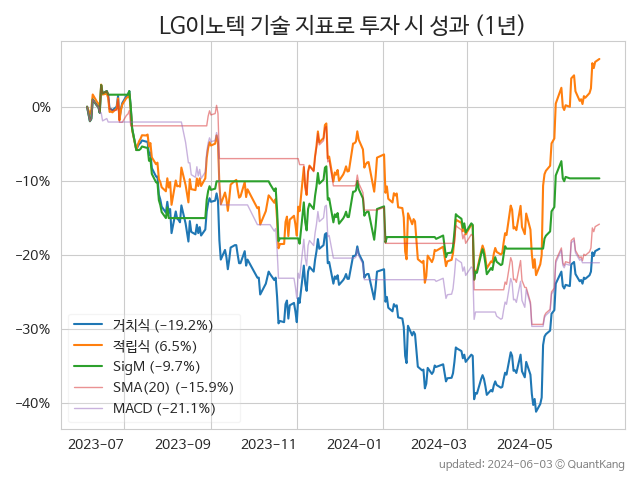 LG이노텍 기술 지표로 투자 시 성과 (1년)
0%
−10%
−20%
−30%
−40%
거치식 (−19.2%)
적립식 (6.5%)
SigM (−9.7%)
SMA(20) (−15.9%)
MACD (−21.1%)
2023−07
2023−09
2023−11
2024−01
2024−03
2024−05
updated: 2024−06−03 © QuantKang